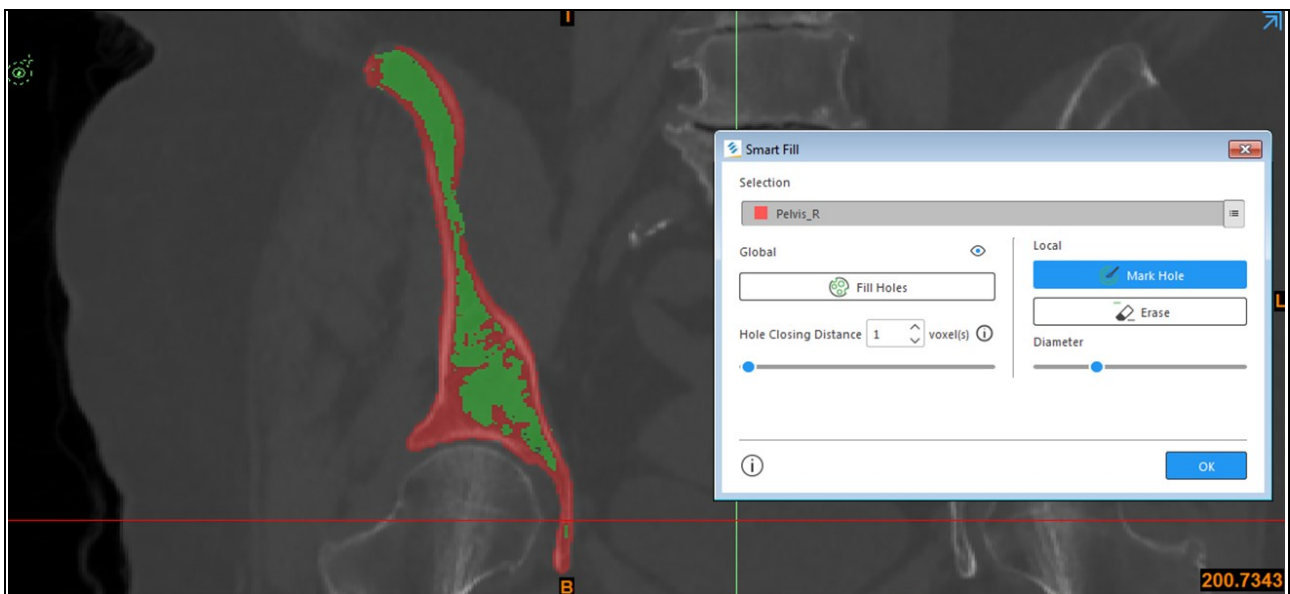 T
Smart Fill
Selection
Pelvis_R
Global
Local
Fill Holes
Mark Hole
Hole Closing Distance 1 voxel(s)
Erase
Diameter
L
OK
B
200.7343